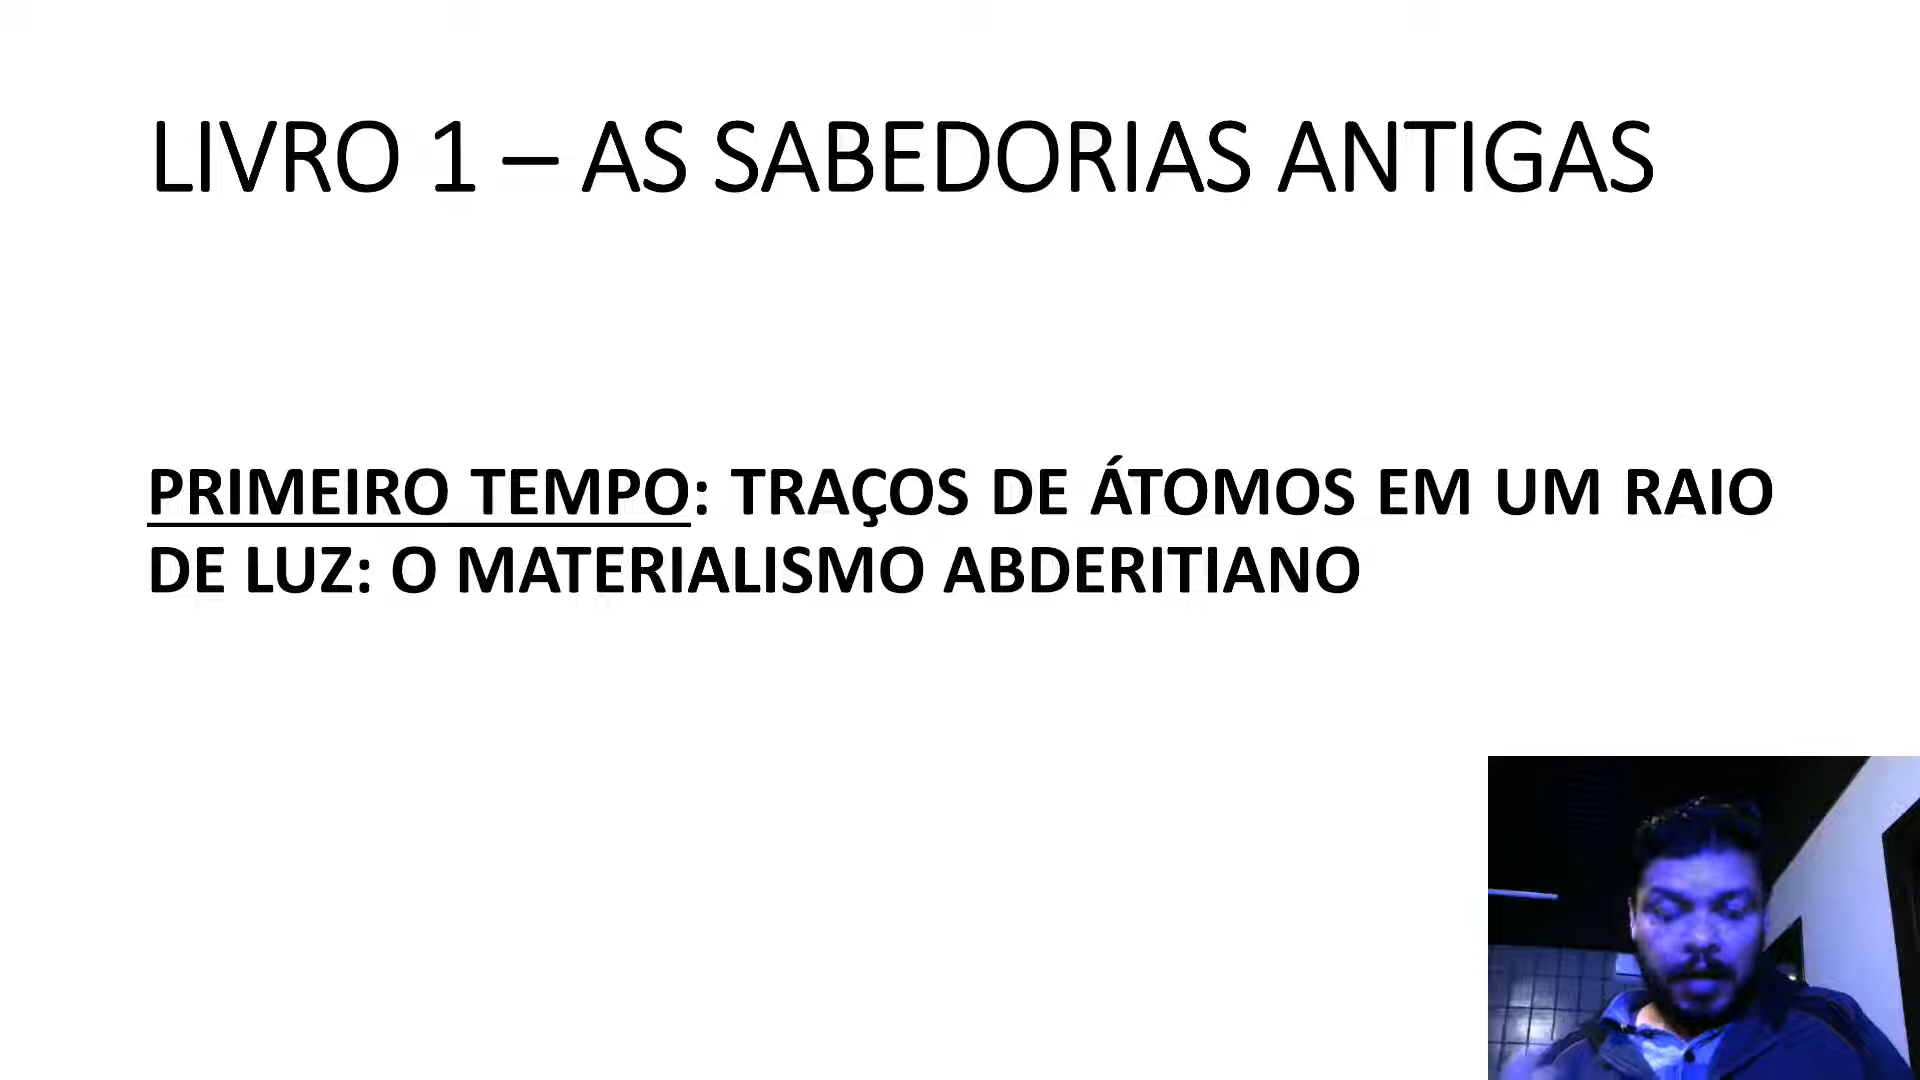 LIVRO 1 – AS SABEDORIAS ANTIGAS
PRIMEIRO TEMPO: TRAÇOS DE ÁTOMOS EM UM RAIO
DE LUZ: O MATERIALISMO ABDERITIANO